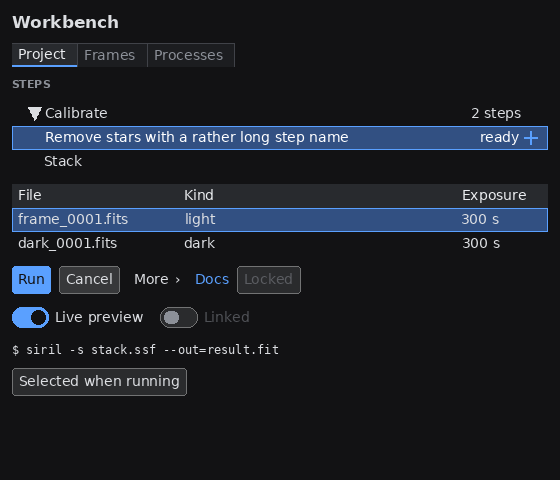 Workbench
Project Frames Processes
STEPS
Calibrate 2 steps
Remove stars with a rather long step name ready
Stack
File Kind Exposure
frame_0001.fits light 300 s
dark_0001.fits dark 300 s
Run Cancel More › Docs Locked
Live preview Linked
$ siril -s stack.ssf --out=result.fit
Selected when running